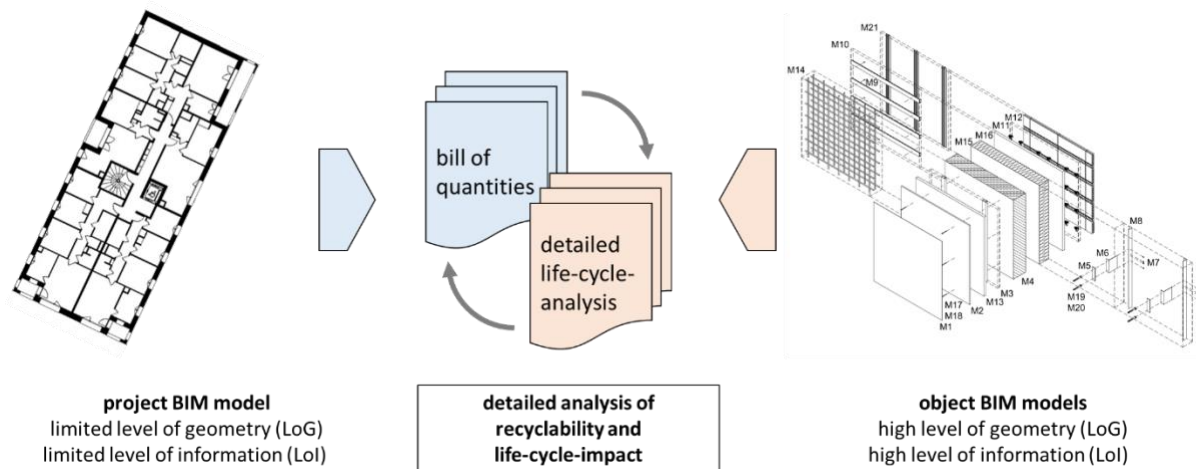 M21
M10
M14
M9
M12
M11
M16
M15
M8
M6
M7
M5
M4
M3
M19
M20
M13
M2
M17
M18
M1
bill of
quantities
detailed
life-cycle-
analysis
project BIM model
limited level of geometry (LoG)
limited level of information (LoI)
detailed analysis of
recyclability and
life-cycle-impact
object BIM models
high level of geometry (LoG)
high level of information (LoI)